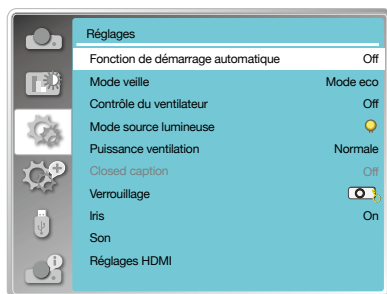 Réglages
Fonction de démarrage automatique Off
Mode veille Mode eco
Contrôle du ventilateur Off
Mode source lumineuse
Puissance ventilation Normale
Closed caption Off
Verrouillage
Iris On
Son
Réglages HDMI